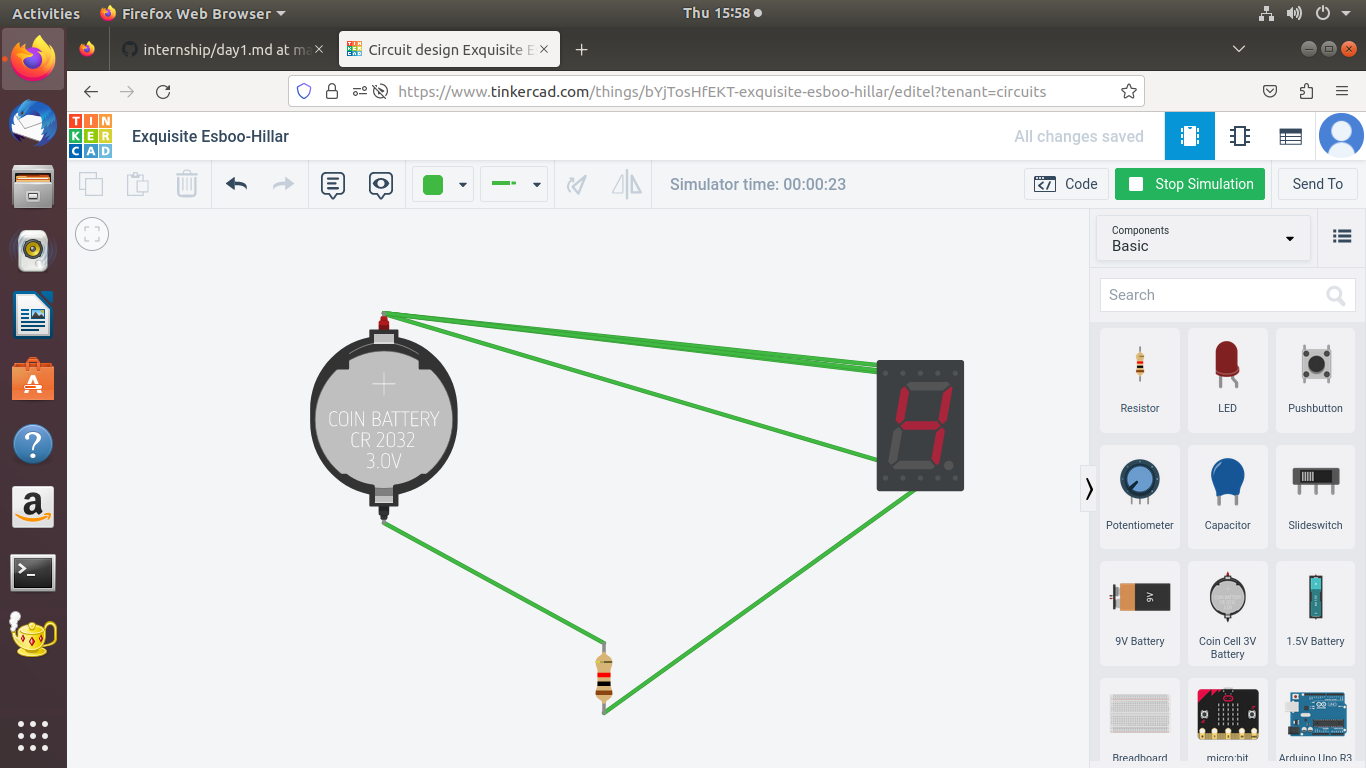 Activities Firefox Web Browser Thu 15:58
internship/day1.md at ma Circuit design Exquisite E
https://www.tinkercad.com/things/bYjTosHfEKT-exquisite-esboo-hillar/editel?tenant=circuits
TIN
KER
CAD
Exquisite Esboo-Hillar All changes saved
Simulator time: 00:00:23 Code Stop Simulation Send To
Components
Basic
Search
COIN BATTERY
CR 2032
3.0V
4
Resistor LED Pushbutton
Potentiometer Capacitor Slideswitch
9V
9V Battery Coin Cell 3V Battery 1.5V Battery
Breadboard micro:bit Arduino Uno R3